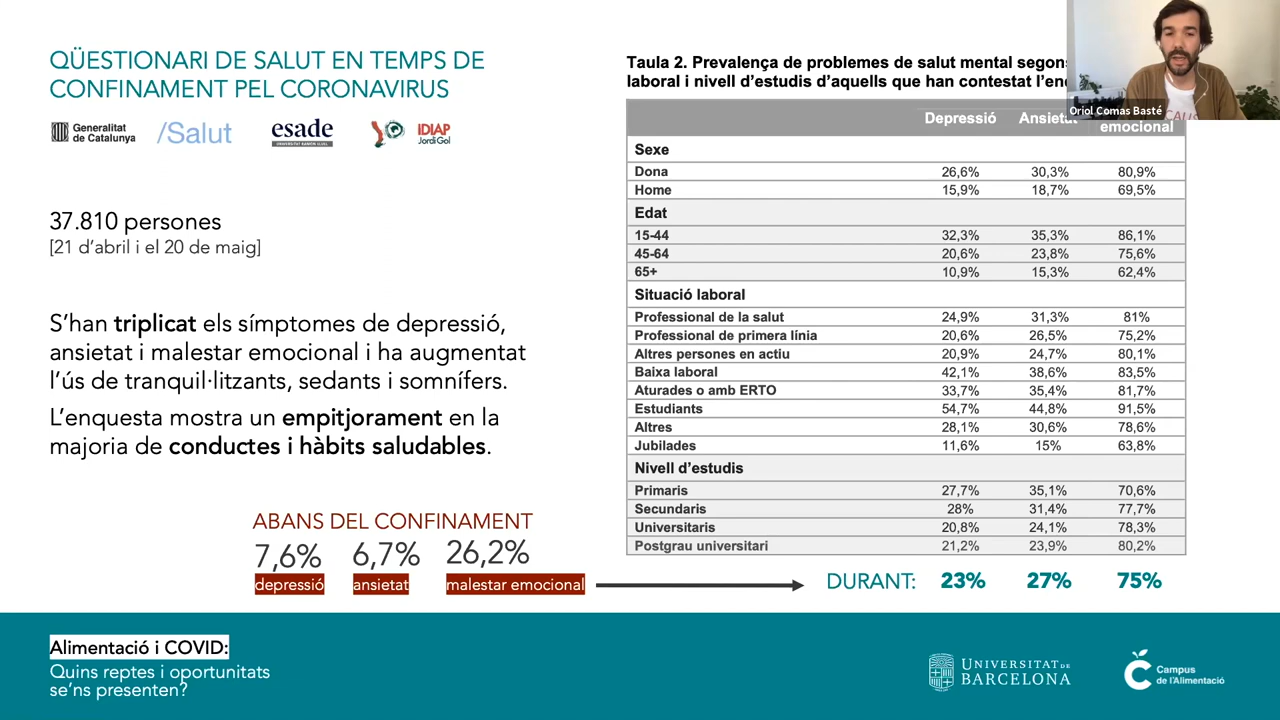 QÜESTIONARI DE SALUT EN TEMPS DE
CONFINAMENT PEL CORONAVIRUS
Generalitat
de Catalunya
/Salut
esade
UNIVERSITAT RAMON LLULL
IDIAP
Jordi Gol
37.810 persones
[21 d'abril i el 20 de maig]
S'han triplicat els símptomes de depressió,
ansietat i malestar emocional i ha augmentat
l'ús de tranquil·litzants, sedants i somnífers.
L'enquesta mostra un empitjorament en la
majoria de conductes i hàbits saludables.
ABANS DEL CONFINAMENT
7,6% 6,7% 26,2%
depressió ansietat malestar emocional
Taula 2. Prevalença de problemes de salut mental segons
laboral i nivell d'estudis d'aquells que han contestat l'en
Oriol Comas Basté
Depressió Ansietat
emocional
Sexe
Dona 26,6% 30,3% 80,9%
Home 15,9% 18,7% 69,5%
Edat
15-44 32,3% 35,3% 86,1%
45-64 20,6% 23,8% 75,6%
65+ 10,9% 15,3% 62,4%
Situació laboral
Professional de la salut 24,9% 31,3% 81%
Professional de primera línia 20,6% 26,5% 75,2%
Altres persones en actiu 20,9% 24,7% 80,1%
Baixa laboral 42,1% 38,6% 83,5%
Aturades o amb ERTO 33,7% 35,4% 81,7%
Estudiants 54,7% 44,8% 91,5%
Altres 28,1% 30,6% 78,6%
Jubilades 11,6% 15% 63,8%
Nivell d'estudis
Primaris 27,7% 35,1% 70,6%
Secundaris 28% 31,4% 77,7%
Universitaris 20,8% 24,1% 78,3%
Postgrau universitari 21,2% 23,9% 80,2%
DURANT: 23% 27% 75%
Alimentació i COVID:
Quins reptes i oportunitats
se'ns presenten?
UNIVERSITAT DE
BARCELONA
Campus
de l'Alimentació